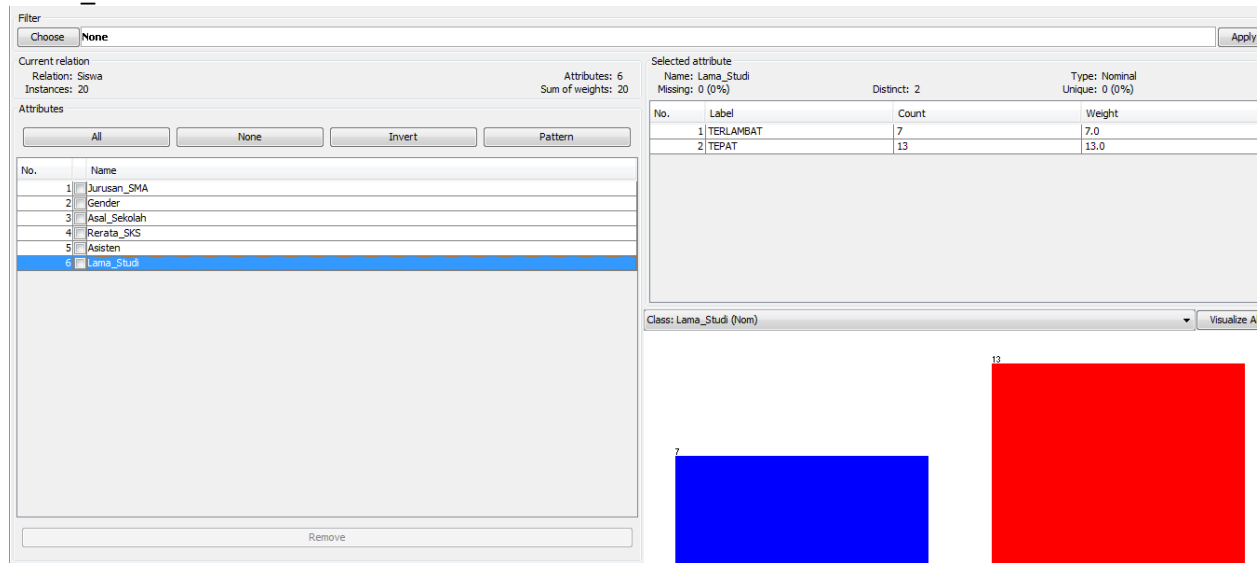 Filter
Choose None Apply
Current relation
Relation: Siswa Attributes: 6
Instances: 20 Sum of weights: 20
Attributes
All None Invert Pattern
No. Name
1 Jurusan_SMA
2 Gender
3 Asal_Sekolah
4 Rerata_SKS
5 Asisten
6 Lama_Studi
Remove
Selected attribute
Name: Lama_Studi Type: Nominal
Missing: 0 (0%) Distinct: 2 Unique: 0 (0%)
No. Label Count Weight
1 TERLAMBAT 7 7.0
2 TEPAT 13 13.0
Class: Lama_Studi (Nom) Visualize Al
13
7